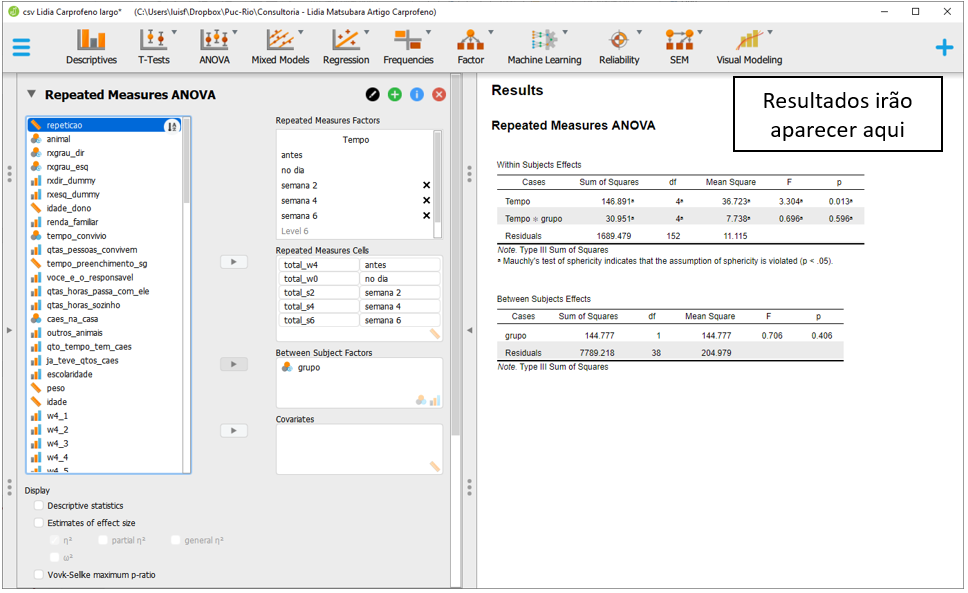 csv Lidia Carprofeno largo* (C:\Users\luisf\Dropbox\Puc-Rio\Consultoria - Lidia Matsubara Artigo Carprofeno)
Descriptives
T-Tests
ANOVA
Mixed Models
Regression
Frequencies
Factor
Machine Learning
Reliability
SEM
Visual Modeling
Repeated Measures ANOVA
repeticao
animal
rxgrau_dir
rxgrau_esq
rxdir_dummy
rxesq_dummy
idade_dono
renda_familiar
tempo_convivio
qtas_pessoas_convivem
tempo_preenchimento_sg
voce_e_o_responsavel
qtas_horas_passa_com_ele
qtas_horas_sozinho
caes_na_casa
outros_animais
qto_tempo_tem_caes
ja_teve_qtos_caes
escolaridade
peso
idade
w4_1
w4_2
w4_3
w4_4
w4_5
Repeated Measures Factors
Tempo
antes
no dia
semana 2
semana 4
semana 6
Level 6
Repeated Measures Cells
total_w4 antes
total_w0 no dia
total_s2 semana 2
total_s4 semana 4
total_s6 semana 6
Between Subject Factors
grupo
Covariates
Display
Descriptive statistics
Estimates of effect size
η² partial η² general η²
ω²
Vovk-Sellke maximum p-ratio
Results
Resultados irão
aparecer aqui
Repeated Measures ANOVA
Within Subjects Effects
Cases Sum of Squares df Mean Square F p
Tempo 146.891ᵃ 4ᵃ 36.723ᵃ 3.304ᵃ 0.013ᵃ
Tempo ✻ grupo 30.951ᵃ 4ᵃ 7.738ᵃ 0.696ᵃ 0.596ᵃ
Residuals 1689.479 152 11.115
Note. Type III Sum of Squares
ᵃ Mauchly's test of sphericity indicates that the assumption of sphericity is violated (p < .05).
Between Subjects Effects
Cases Sum of Squares df Mean Square F p
grupo 144.777 1 144.777 0.706 0.406
Residuals 7789.218 38 204.979
Note. Type III Sum of Squares